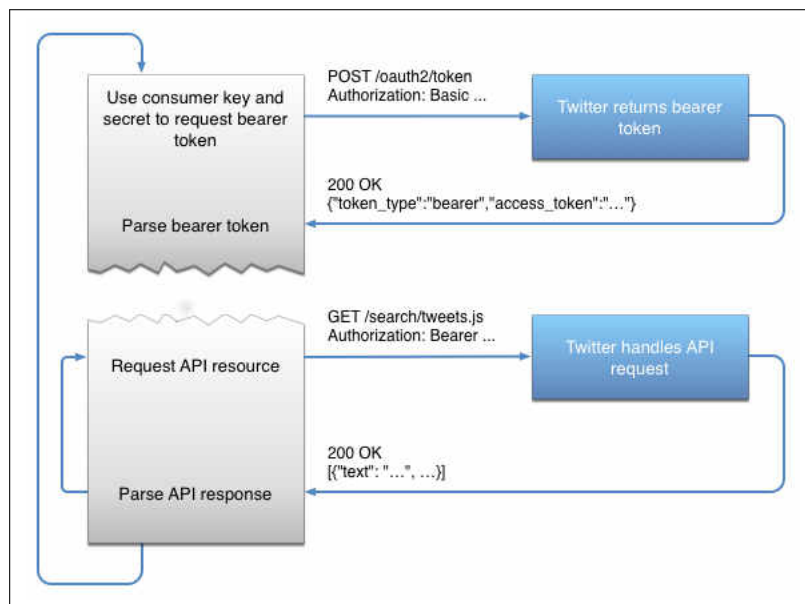 Use consumer key and
secret to request bearer
token
POST /oauth2/token
Authorization: Basic ...
Twitter returns bearer
token
200 OK
{"token_type":"bearer","access_token":"…"}
Parse bearer token
GET /search/tweets.js
Authorization: Bearer ...
Request API resource
Twitter handles API
request
200 OK
[{"text": "…", …}]
Parse API response